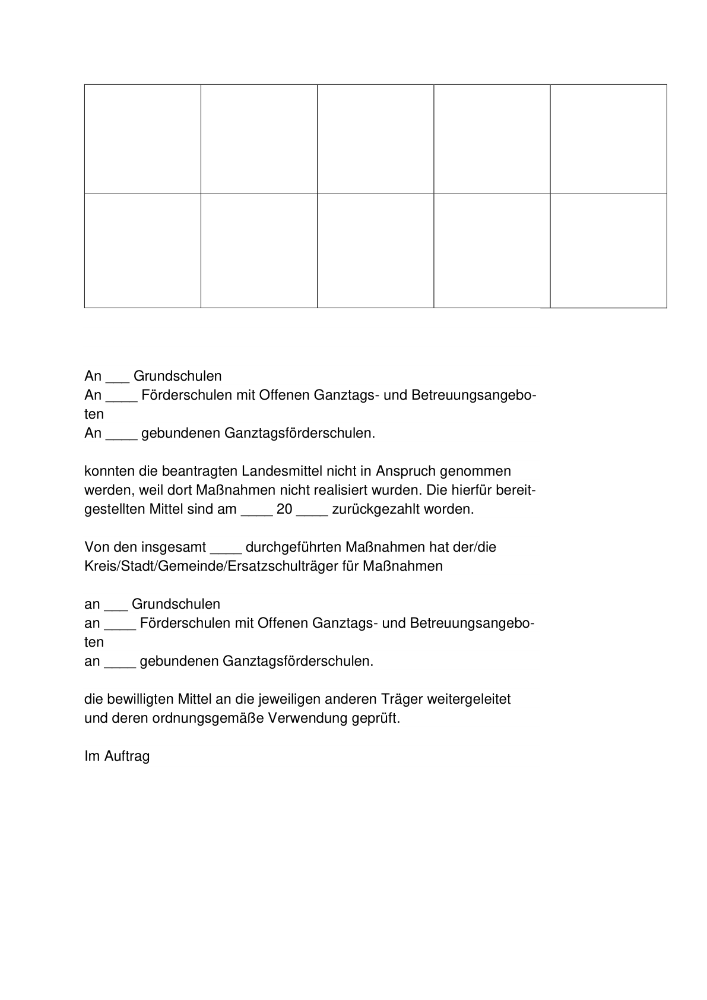 An ___ Grundschulen
An ____ Förderschulen mit Offenen Ganztags- und Betreuungsangebo-
ten
An ____ gebundenen Ganztagsförderschulen.
konnten die beantragten Landesmittel nicht in Anspruch genommen
werden, weil dort Maßnahmen nicht realisiert wurden. Die hierfür bereit-
gestellten Mittel sind am ____ 20 ____ zurückgezahlt worden.
Von den insgesamt ____ durchgeführten Maßnahmen hat der/die
Kreis/Stadt/Gemeinde/Ersatzschulträger für Maßnahmen
an ___ Grundschulen
an ____ Förderschulen mit Offenen Ganztags- und Betreuungsangebo-
ten
an ____ gebundenen Ganztagsförderschulen.
die bewilligten Mittel an die jeweiligen anderen Träger weitergeleitet
und deren ordnungsgemäße Verwendung geprüft.
Im Auftrag